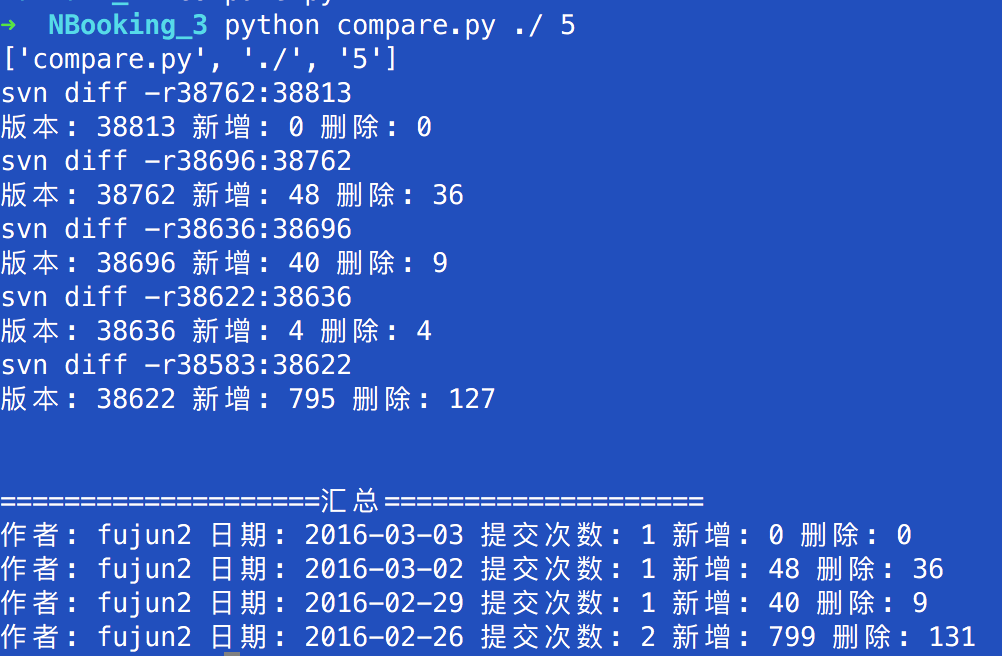 ➜  NBooking_3 python compare.py ./ 5
['compare.py', './', '5']
svn diff -r38762:38813
版本: 38813 新增: 0 删除: 0
svn diff -r38696:38762
版本: 38762 新增: 48 删除: 36
svn diff -r38636:38696
版本: 38696 新增: 40 删除: 9
svn diff -r38622:38636
版本: 38636 新增: 4 删除: 4
svn diff -r38583:38622
版本: 38622 新增: 795 删除: 127
====================汇总====================
作者: fujun2 日期: 2016-03-03 提交次数: 1 新增: 0 删除: 0
作者: fujun2 日期: 2016-03-02 提交次数: 1 新增: 48 删除: 36
作者: fujun2 日期: 2016-02-29 提交次数: 1 新增: 40 删除: 9
作者: fujun2 日期: 2016-02-26 提交次数: 2 新增: 799 删除: 131